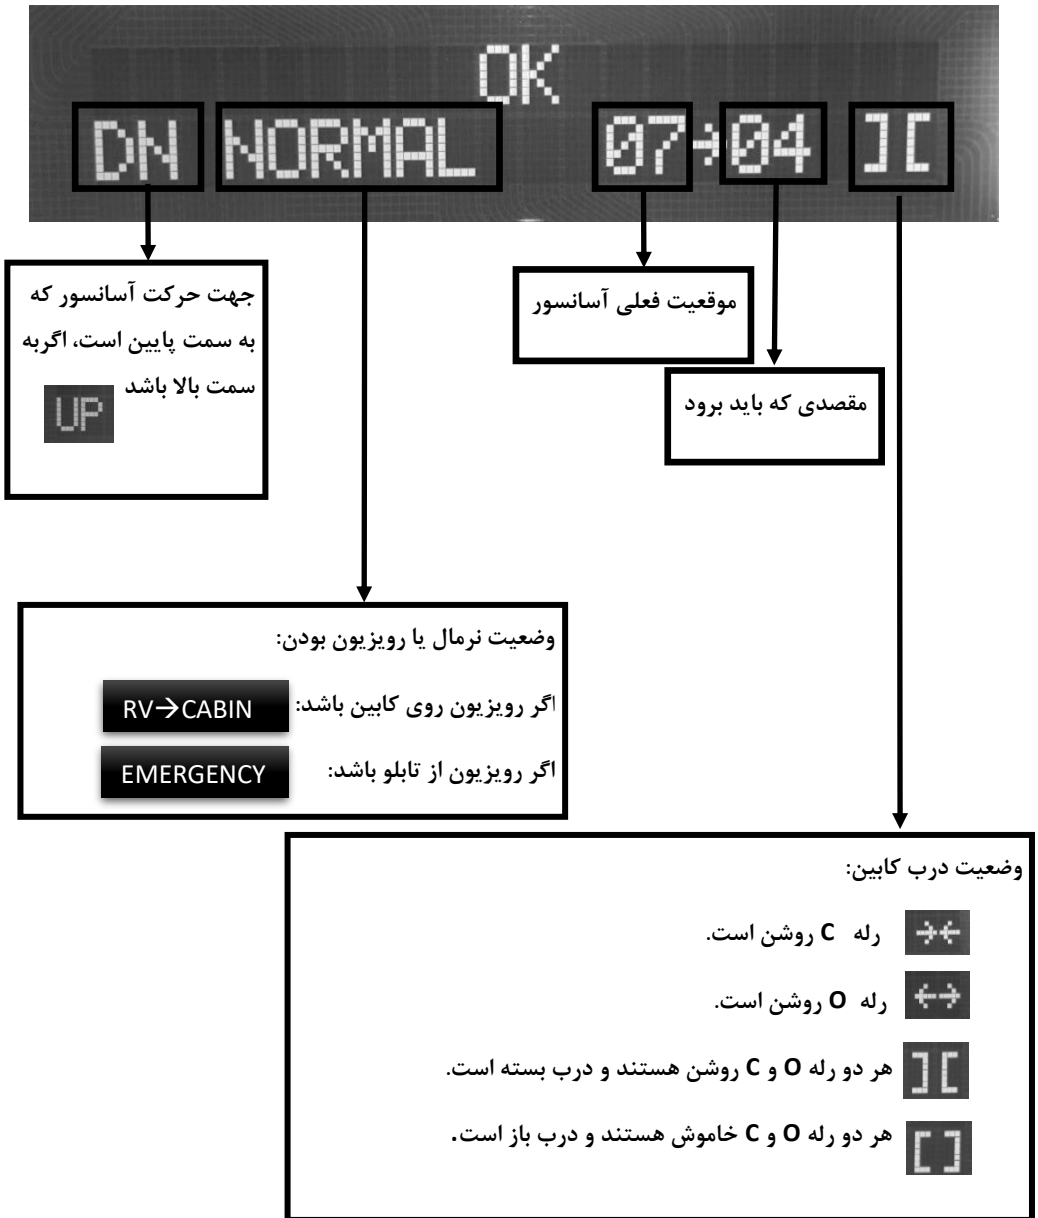 OK
DN NORMAL 07→04 ][
جهت حرکت آسانسور که
به سمت پایین است، اگربه
سمت بالا باشد
UP
موقعیت فعلی آسانسور
مقصدی که باید برود
وضعیت نرمال یا رویزیون بودن:
اگر رویزیون روی کابین باشد: RV→CABIN
اگر رویزیون از تابلو باشد: EMERGENCY
وضعیت درب کابین:
→← رله C روشن است.
←→ رله O روشن است.
][ هر دو رله O و C روشن هستند و درب بسته است.
[] هر دو رله O و C خاموش هستند و درب باز است.